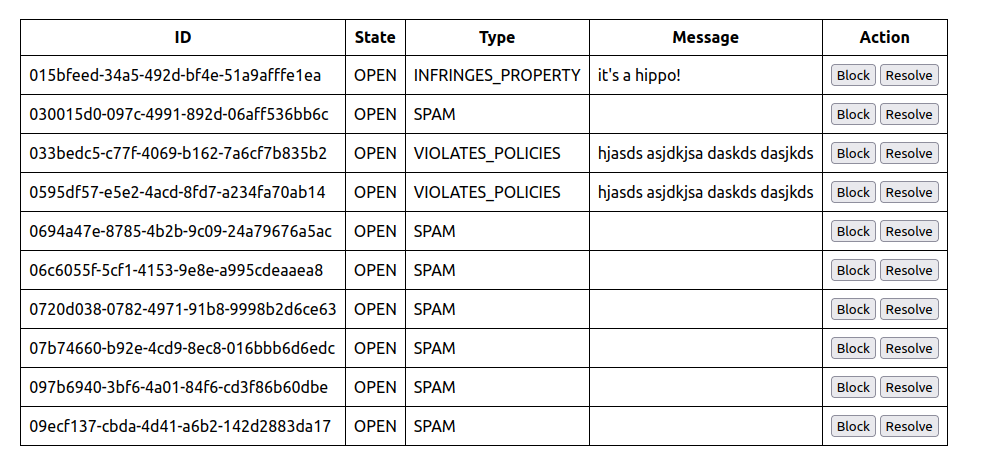 ID State Type Message Action
015bfeed-34a5-492d-bf4e-51a9afffe1ea OPEN INFRINGES_PROPERTY it's a hippo! Block Resolve
030015d0-097c-4991-892d-06aff536bb6c OPEN SPAM Block Resolve
033bedc5-c77f-4069-b162-7a6cf7b835b2 OPEN VIOLATES_POLICIES hjasds asjdkjsa daskds dasjkds Block Resolve
0595df57-e5e2-4acd-8fd7-a234fa70ab14 OPEN VIOLATES_POLICIES hjasds asjdkjsa daskds dasjkds Block Resolve
0694a47e-8785-4b2b-9c09-24a79676a5ac OPEN SPAM Block Resolve
06c6055f-5cf1-4153-9e8e-a995cdeaaea8 OPEN SPAM Block Resolve
0720d038-0782-4971-91b8-9998b2d6ce63 OPEN SPAM Block Resolve
07b74660-b92e-4cd9-8ec8-016bbb6d6edc OPEN SPAM Block Resolve
097b6940-3bf6-4a01-84f6-cd3f86b60dbe OPEN SPAM Block Resolve
09ecf137-cbda-4d41-a6b2-142d2883da17 OPEN SPAM Block Resolve